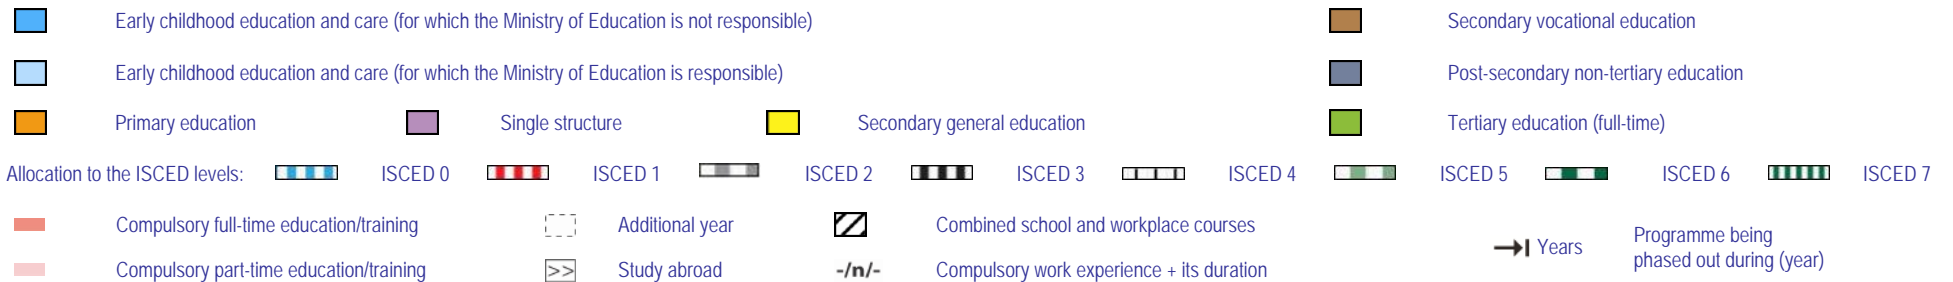 Early childhood education and care (for which the Ministry of Education is not responsible) Secondary vocational education
Early childhood education and care (for which the Ministry of Education is responsible) Post-secondary non-tertiary education
Primary education Single structure Secondary general education Tertiary education (full-time)
Allocation to the ISCED levels: ISCED 0 ISCED 1 ISCED 2 ISCED 3 ISCED 4 ISCED 5 ISCED 6 ISCED 7
Compulsory full-time education/training Additional year Combined school and workplace courses
Compulsory part-time education/training >> Study abroad -/n/- Compulsory work experience + its duration
Years Programme being
phased out during (year)